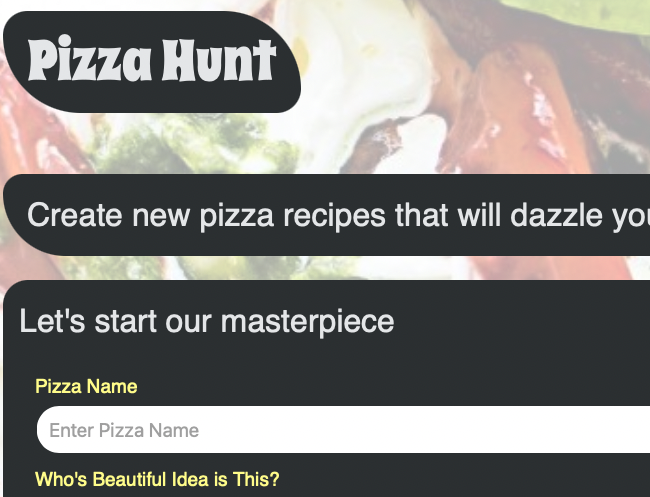 Pizza Hunt
Create new pizza recipes that will dazzle
Let's start our masterpiece
Pizza Name
Enter Pizza Name
Who's Beautiful Idea is This?